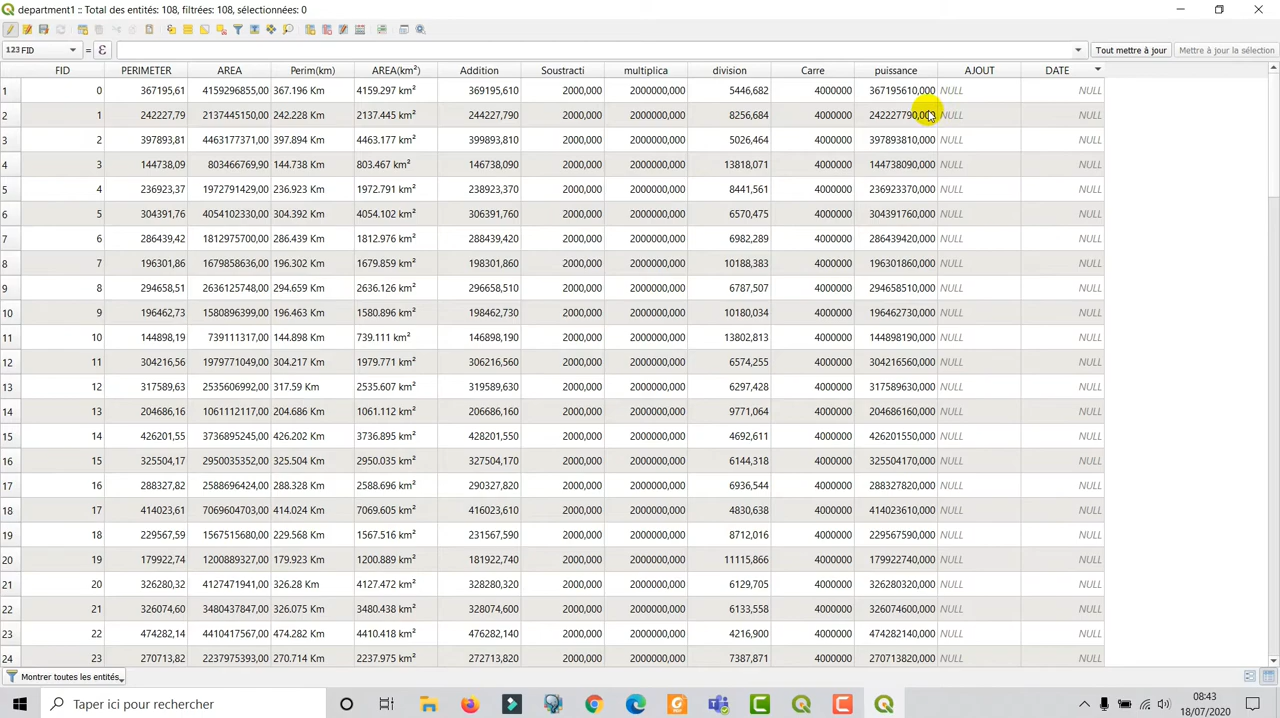 department1 :: Total des entités: 108, filtrées: 108, sélectionnées: 0
123 FID = ε Tout mettre à jour Mettre à jour la sélection
FID PERIMETER AREA Perim(km) AREA(km²) Addition Soustracti multiplica division Carre puissance AJOUT DATE
1 0 367195,61 4159296855,00 367.196 Km 4159.297 km² 369195,610 2000,000 2000000,000 5446,682 4000000 367195610,000 NULL NULL
2 1 242227,79 2137445150,00 242.228 Km 2137.445 km² 244227,790 2000,000 2000000,000 8256,684 4000000 242227790,000 NULL NULL
3 2 397893,81 4463177371,00 397.894 Km 4463.177 km² 399893,810 2000,000 2000000,000 5026,464 4000000 397893810,000 NULL NULL
4 3 144738,09 803466769,90 144.738 Km 803.467 km² 146738,090 2000,000 2000000,000 13818,071 4000000 144738090,000 NULL NULL
5 4 236923,37 1972791429,00 236.923 Km 1972.791 km² 238923,370 2000,000 2000000,000 8441,561 4000000 236923370,000 NULL NULL
6 5 304391,76 4054102330,00 304.392 Km 4054.102 km² 306391,760 2000,000 2000000,000 6570,475 4000000 304391760,000 NULL NULL
7 6 286439,42 1812975700,00 286.439 Km 1812.976 km² 288439,420 2000,000 2000000,000 6982,289 4000000 286439420,000 NULL NULL
8 7 196301,86 1679858636,00 196.302 Km 1679.859 km² 198301,860 2000,000 2000000,000 10188,383 4000000 196301860,000 NULL NULL
9 8 294658,51 2636125748,00 294.659 Km 2636.126 km² 296658,510 2000,000 2000000,000 6787,507 4000000 294658510,000 NULL NULL
10 9 196462,73 1580896399,00 196.463 Km 1580.896 km² 198462,730 2000,000 2000000,000 10180,034 4000000 196462730,000 NULL NULL
11 10 144898,19 739111317,00 144.898 Km 739.111 km² 146898,190 2000,000 2000000,000 13802,813 4000000 144898190,000 NULL NULL
12 11 304216,56 1979771049,00 304.217 Km 1979.771 km² 306216,560 2000,000 2000000,000 6574,255 4000000 304216560,000 NULL NULL
13 12 317589,63 2535606992,00 317.59 Km 2535.607 km² 319589,630 2000,000 2000000,000 6297,428 4000000 317589630,000 NULL NULL
14 13 204686,16 1061112117,00 204.686 Km 1061.112 km² 206686,160 2000,000 2000000,000 9771,064 4000000 204686160,000 NULL NULL
15 14 426201,55 3736895245,00 426.202 Km 3736.895 km² 428201,550 2000,000 2000000,000 4692,611 4000000 426201550,000 NULL NULL
16 15 325504,17 2950035352,00 325.504 Km 2950.035 km² 327504,170 2000,000 2000000,000 6144,318 4000000 325504170,000 NULL NULL
17 16 288327,82 2588696424,00 288.328 Km 2588.696 km² 290327,820 2000,000 2000000,000 6936,544 4000000 288327820,000 NULL NULL
18 17 414023,61 7069604703,00 414.024 Km 7069.605 km² 416023,610 2000,000 2000000,000 4830,638 4000000 414023610,000 NULL NULL
19 18 229567,59 1567515680,00 229.568 Km 1567.516 km² 231567,590 2000,000 2000000,000 8712,016 4000000 229567590,000 NULL NULL
20 19 179922,74 1200889327,00 179.923 Km 1200.889 km² 181922,740 2000,000 2000000,000 11115,866 4000000 179922740,000 NULL NULL
21 20 326280,32 4127471941,00 326.28 Km 4127.472 km² 328280,320 2000,000 2000000,000 6129,705 4000000 326280320,000 NULL NULL
22 21 326074,60 3480437847,00 326.075 Km 3480.438 km² 328074,600 2000,000 2000000,000 6133,558 4000000 326074600,000 NULL NULL
23 22 474282,14 4410417567,00 474.282 Km 4410.418 km² 476282,140 2000,000 2000000,000 4216,900 4000000 474282140,000 NULL NULL
24 23 270713,82 2237975393,00 270.714 Km 2237.975 km² 272713,820 2000,000 2000000,000 7387,871 4000000 270713820,000 NULL NULL
Montrer toutes les entités
Taper ici pour rechercher
08:43
18/07/2020